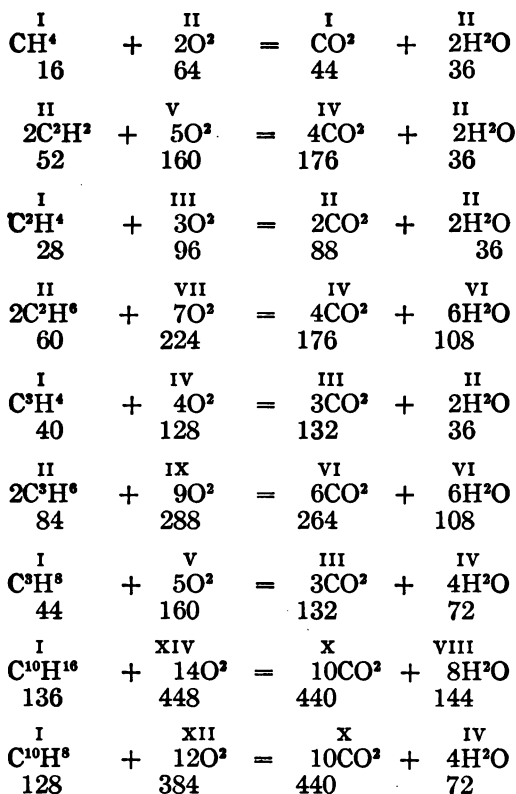 I II I II
CH⁴ + 2O² = CO² + 2H²O
16 64 44 36
II V IV II
2C²H² + 5O² = 4CO² + 2H²O
52 160 176 36
I III II II
C²H⁴ + 3O² = 2CO² + 2H²O
28 96 88 36
II VII IV VI
2C²H⁶ + 7O² = 4CO² + 6H²O
60 224 176 108
I IV III II
C³H⁴ + 4O² = 3CO² + 2H²O
40 128 132 36
II IX VI VI
2C³H⁶ + 9O² = 6CO² + 6H²O
84 288 264 108
I V III IV
C³H⁸ + 5O² = 3CO² + 4H²O
44 160 132 72
I XIV X VIII
C¹⁰H¹⁶ + 14O² = 10CO² + 8H²O
136 448 440 144
I XII X IV
C¹⁰H⁸ + 12O² = 10CO² + 4H²O
128 384 440 72